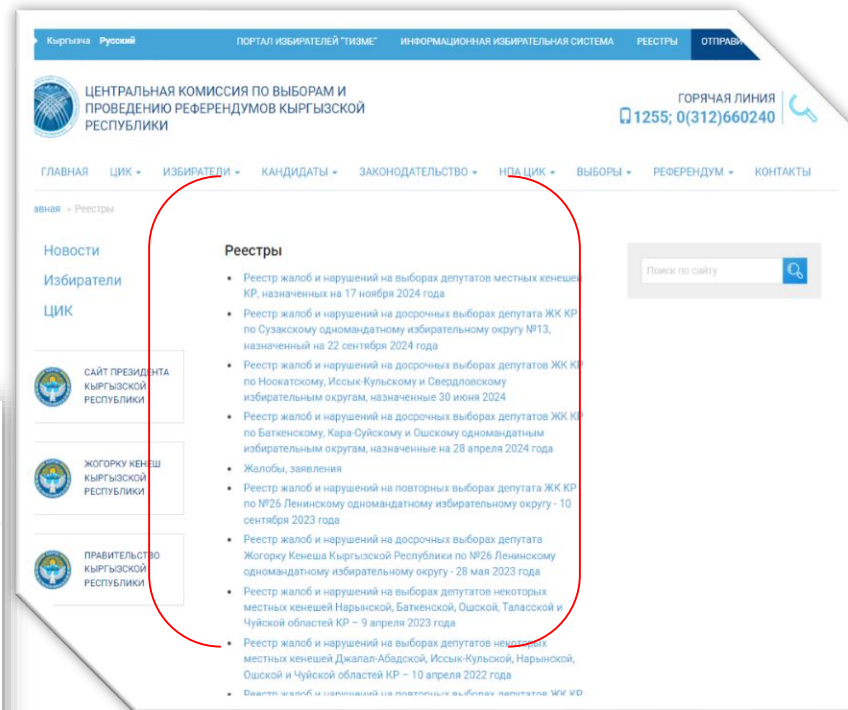 Кыргызча Русский ПОРТАЛ ИЗБИРАТЕЛЕЙ "ТИЗМЕ" ИНФОРМАЦИОННАЯ ИЗБИРАТЕЛЬНАЯ СИСТЕМА РЕЕСТРЫ
ЦЕНТРАЛЬНАЯ КОМИССИЯ ПО ВЫБОРАМ И
ПРОВЕДЕНИЮ РЕФЕРЕНДУМОВ КЫРГЫЗСКОЙ
РЕСПУБЛИКИ
ГОРЯЧАЯ ЛИНИЯ
1255; 0(312)660240
ГЛАВНАЯ ЦИК ИЗБИРАТЕЛИ КАНДИДАТЫ ЗАКОНОДАТЕЛЬСТВО НПА ЦИК ВЫБОРЫ РЕФЕРЕНДУМ КОНТАКТЫ
авная » Реестры
Новости
Избиратели
ЦИК
САЙТ ПРЕЗИДЕНТА
КЫРГЫЗСКОЙ
РЕСПУБЛИКИ
ЖОГОРКУ КЕНЕШ
КЫРГЫЗСКОЙ
РЕСПУБЛИКИ
ПРАВИТЕЛЬСТВО
КЫРГЫЗСКОЙ
РЕСПУБЛИКИ
Реестры
Реестр жалоб и нарушений на выборах депутатов местных кенешей
КР, назначенных на 17 ноября 2024 года
Реестр жалоб и нарушений на досрочных выборах депутата ЖК КР
по Сузакскому одномандатному избирательному округу №13,
назначенный на 22 сентября 2024 года
Реестр жалоб и нарушений на досрочных выборах депутатов ЖК КР
по Ноокатскому, Иссык-Кульскому и Свердловскому
избирательным округам, назначенные 30 июня 2024
Реестр жалоб и нарушений на досрочных выборах депутатов ЖК КР
по Баткенскому, Кара-Суйскому и Ошскому одномандатным
избирательным округам, назначенные на 28 апреля 2024 года
Жалобы, заявления
Реестр жалоб и нарушений на повторных выборах депутата ЖК КР
по №26 Ленинскому одномандатному избирательному округу - 10
сентября 2023 года
Реестр жалоб и нарушений на досрочных выборах депутата
Жогорку Кенеша Кыргызской Республики по №26 Ленинскому
одномандатному избирательному округу - 28 мая 2023 года
Реестр жалоб и нарушений на выборах депутатов некоторых
местных кенешей Нарынской, Баткенской, Ошской, Таласской и
Чуйской областей КР – 9 апреля 2023 года
Реестр жалоб и нарушений на выборах депутатов некоторых
местных кенешей Джалал-Абадской, Иссык-Кульской, Нарынской,
Ошской и Чуйской областей КР – 10 апреля 2022 года
Реестр жалоб и нарушений на повторных выборах депутатов ЖК КР
Поиск по сайту